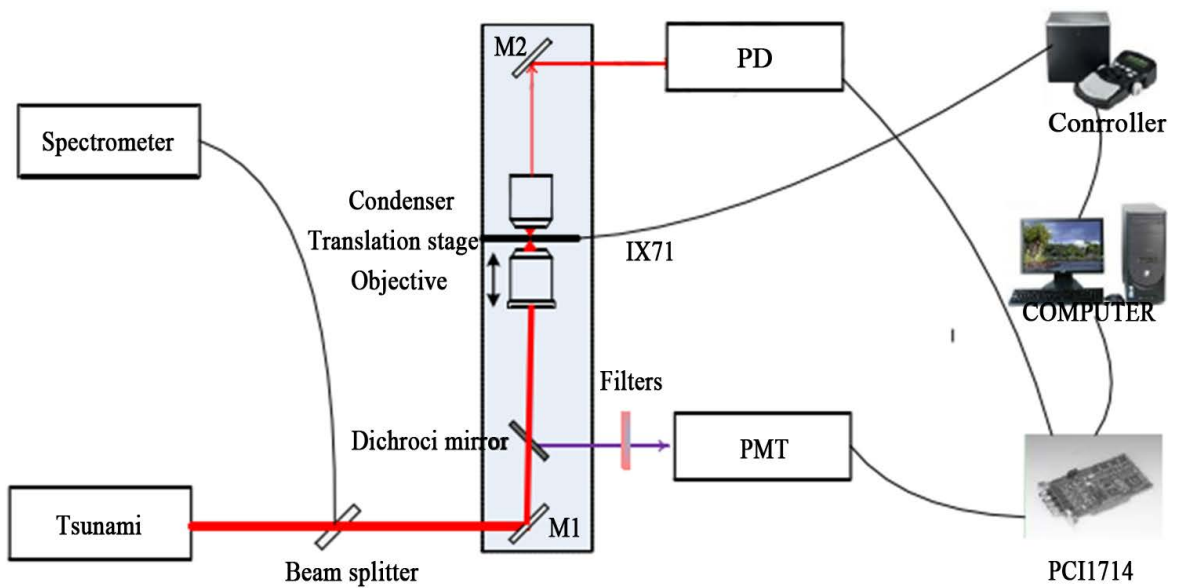 M2
PD
Conrroller
Spectrometer
Condenser
Translation stage
IX71
Objective
COMPUTER
Filters
Dichroci mirror
PMT
Tsunami
M1
Beam splitter
PCI1714